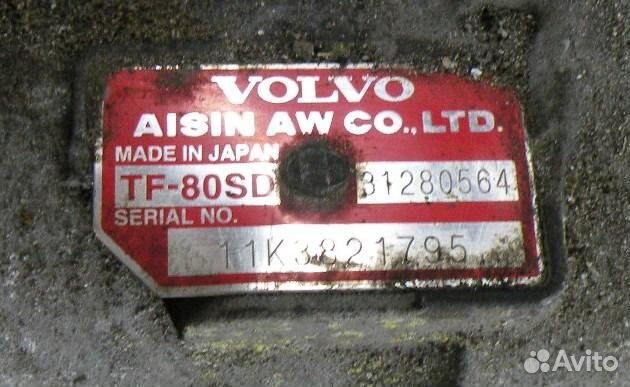 VOLVO
AISIN AW CO., LTD.
MADE IN JAPAN
TF-80SD 31280564
SERIAL NO.
11K3821795
Avito